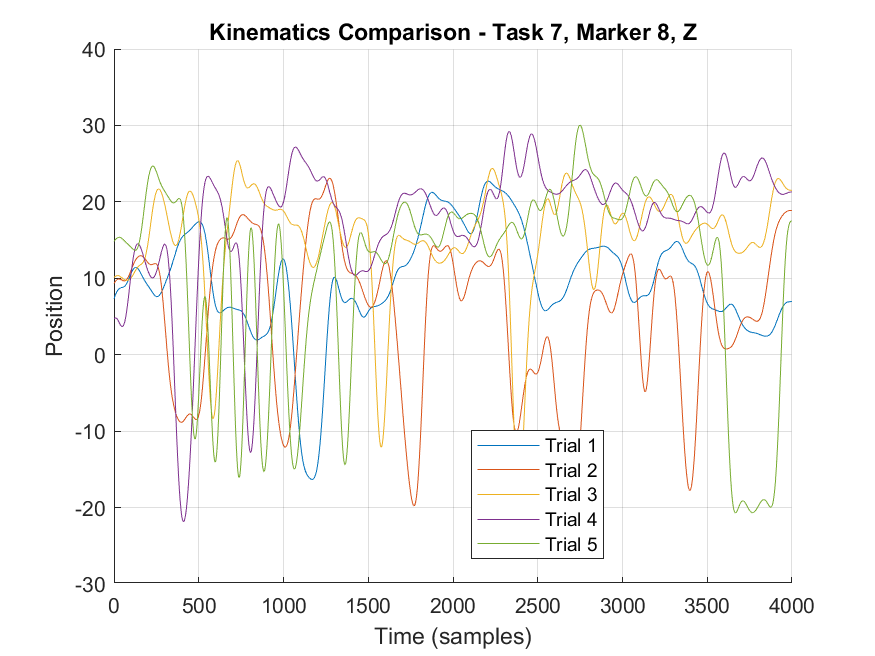 Kinematics Comparison - Task 7, Marker 8, Z
40
30
20
10
0
-10
-20
-30
Position
Trial 1
Trial 2
Trial 3
Trial 4
Trial 5
0 500 1000 1500 2000 2500 3000 3500 4000
Time (samples)